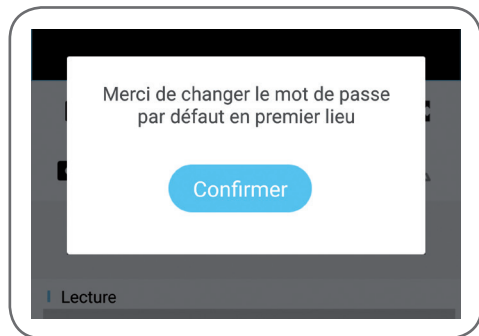 Merci de changer le mot de passe
par défaut en premier lieu
Confirmer
Lecture